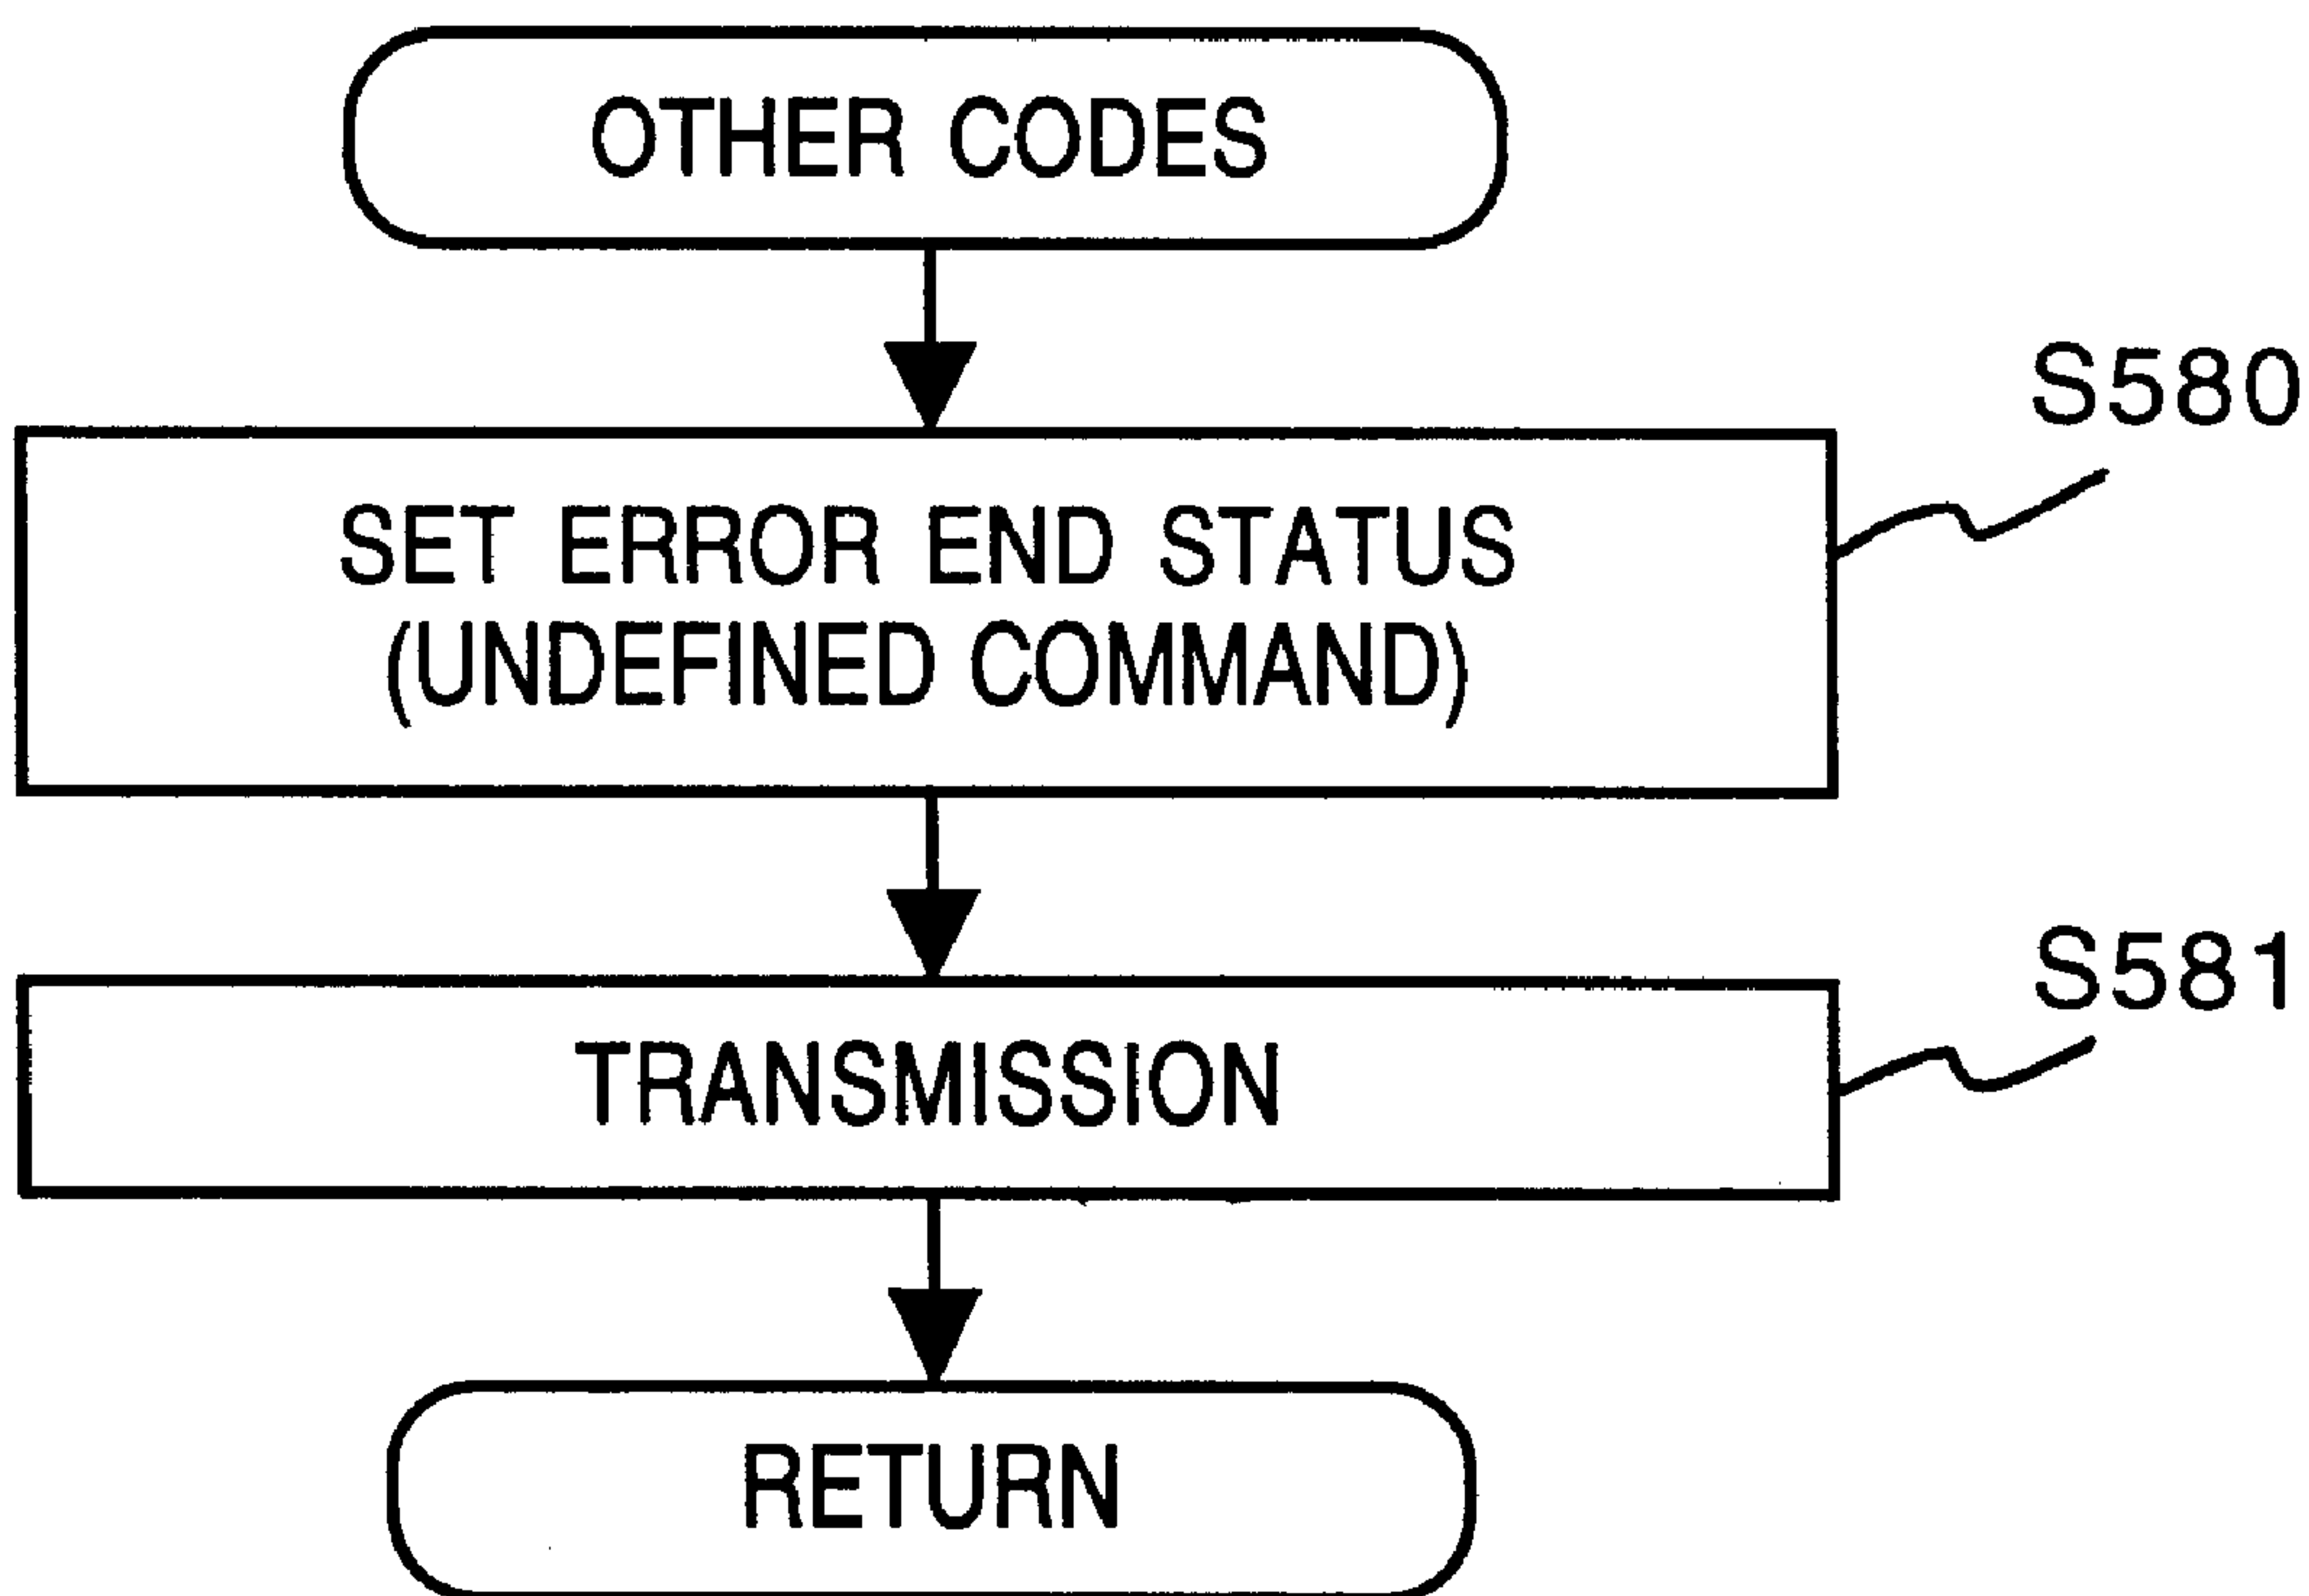 OTHER CODES
S580
SET ERROR END STATUS
(UNDEFINED COMMAND)
S581
TRANSMISSION
RETURN